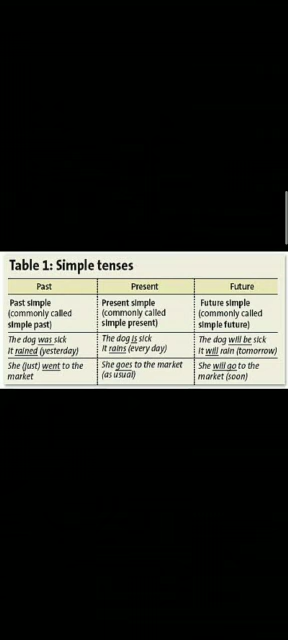 Table 1: Simple tenses
Past Present Future
Past simple
(commonly called
simple past)
Present simple
(commonly called
simple present)
Future simple
(commonly called
simple future)
The dog was sick
It rained (yesterday)
The dog is sick
It rains (every day)
The dog will be sick
It will rain (tomorrow)
She (just) went to the
market
She goes to the market
(as usual)
She will go to the
market (soon)